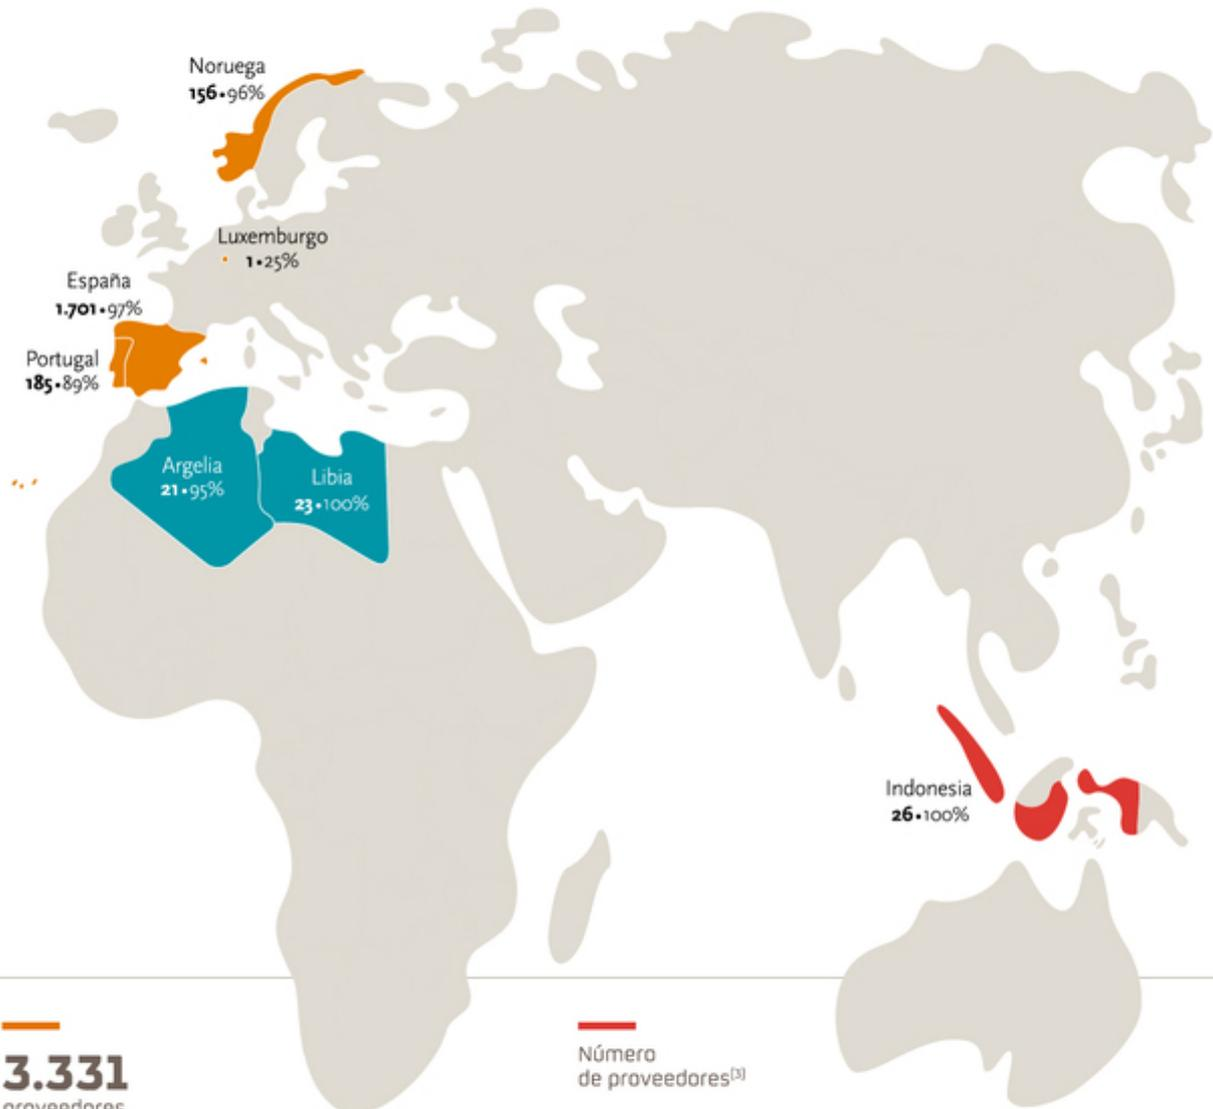 Noruega
156•96%
Luxemburgo
1•25%
España
1.701•97%
Portugal
185•89%
Argelia
21•95%
Libia
23•100%
Indonesia
26•100%
3.331
proveedores
Número
de proveedores[3]